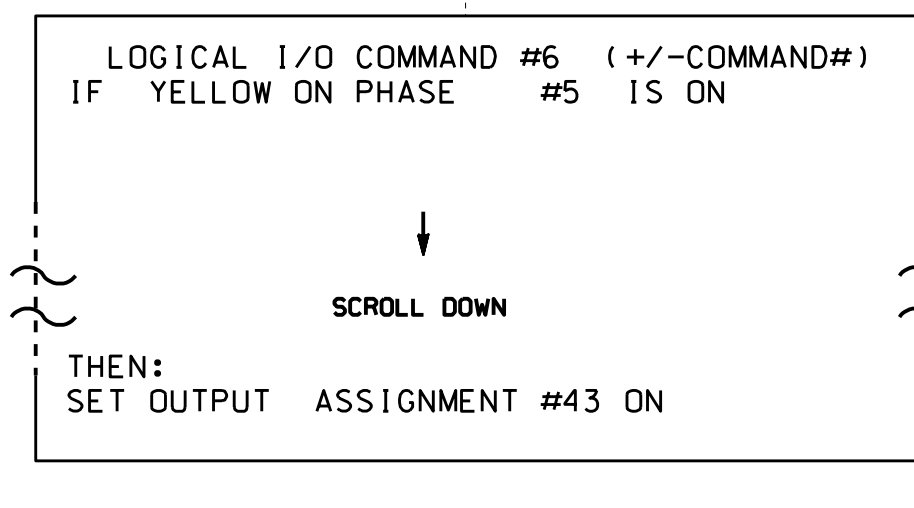 LOGICAL I/O COMMAND #6 (+/-COMMAND#)
IF YELLOW ON PHASE #5 IS ON
SCROLL DOWN
THEN:
SET OUTPUT ASSIGNMENT #43 ON